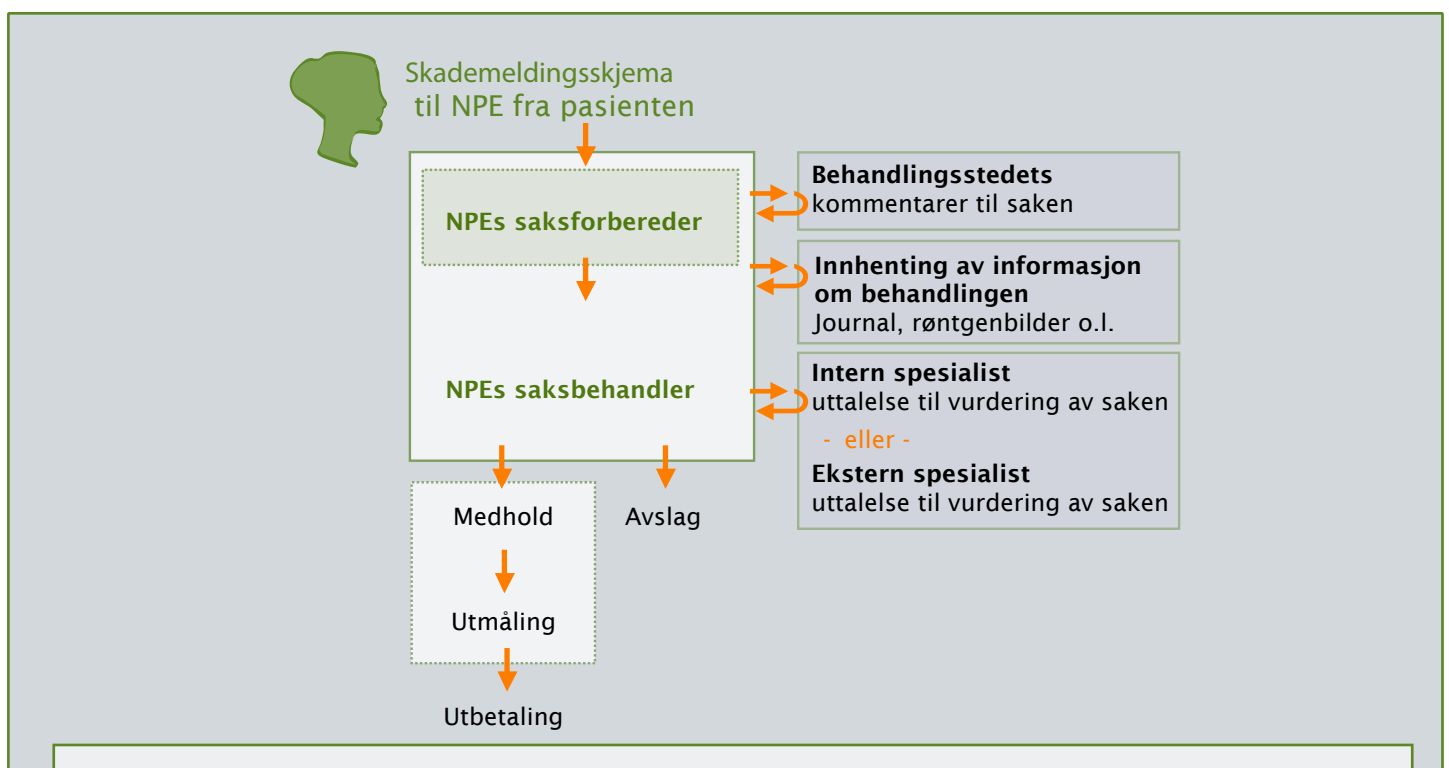 Skademeldingsskjema
til NPE fra pasienten
NPEs saksforbereder
Behandlingsstedets
kommentarer til saken
Innhenting av informasjon
om behandlingen
Journal, røntgenbilder o.l.
NPEs saksbehandler
Intern spesialist
uttalelse til vurdering av saken
- eller -
Ekstern spesialist
uttalelse til vurdering av saken
Medhold
Avslag
Utmåling
Utbetaling